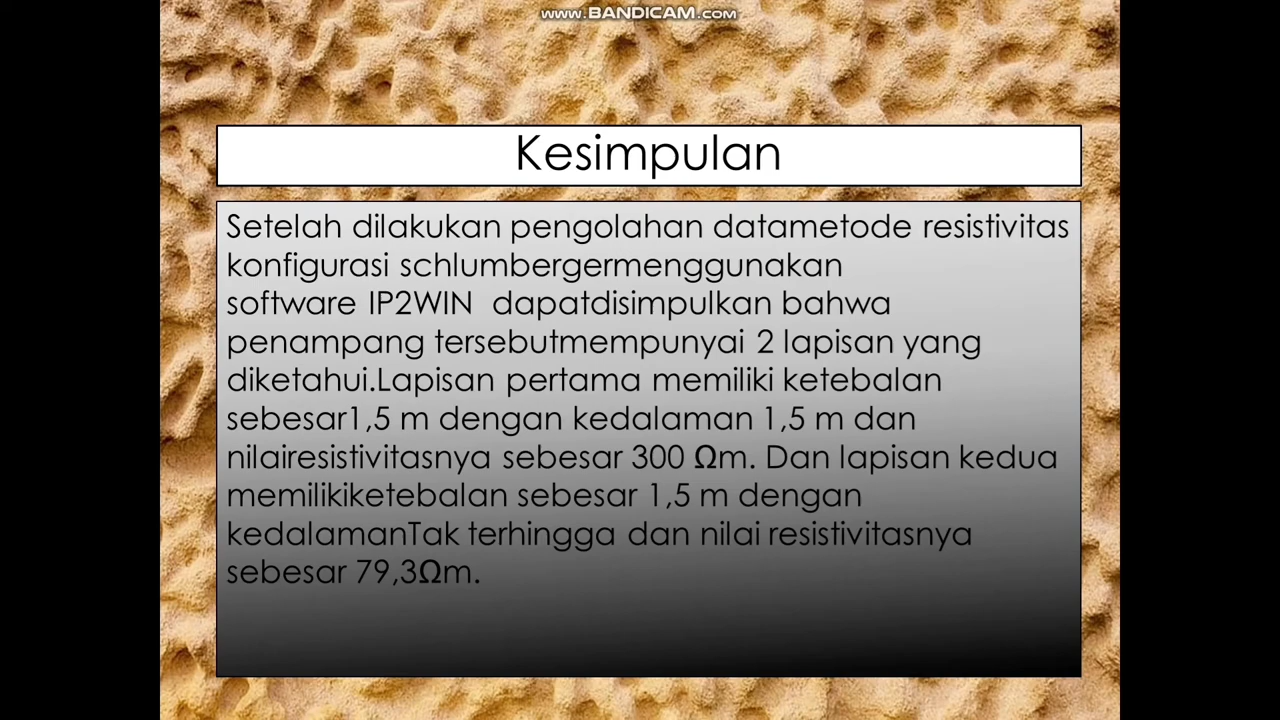 www.BANDICAM.com
Kesimpulan
Setelah dilakukan pengolahan datametode resistivitas
konfigurasi schlumbergermenggunakan
software IP2WIN dapatdisimpulkan bahwa
penampang tersebutmempunyai 2 lapisan yang
diketahui.Lapisan pertama memiliki ketebalan
sebesar1,5 m dengan kedalaman 1,5 m dan
nilairesistivitasnya sebesar 300 Ωm. Dan lapisan kedua
memilikiketebalan sebesar 1,5 m dengan
kedalamanTak terhingga dan nilai resistivitasnya
sebesar 79,3Ωm.